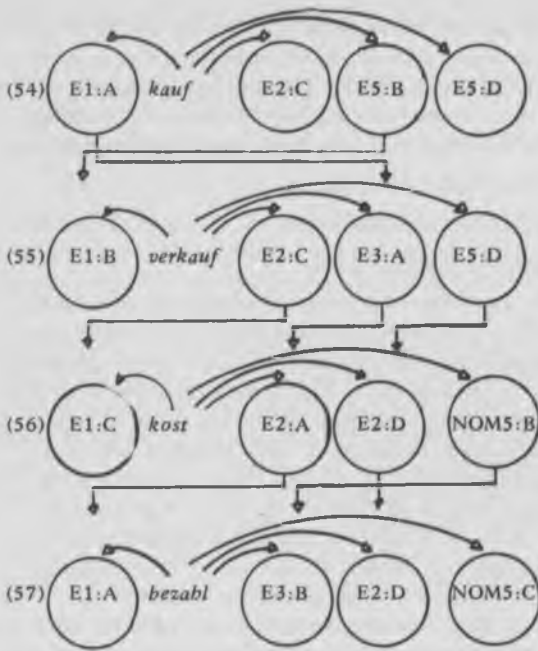 (54) E1:A kauf E2:C E5:B E5:D
(55) E1:B verkauf E2:C E3:A E5:D
(56) E1:C kost E2:A E2:D NOM5:B
(57) E1:A bezahl E3:B E2:D NOM5:C